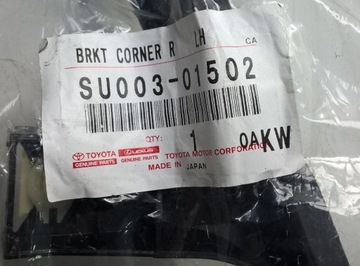 BRKT CORNER R LH CA
SU003-01502
QTY: 1 0AKW
TOYOTA LEXUS
GENUINE PARTS GENUINE PARTS TOYOTA MOTOR CORPORATION
MADE IN JAPAN